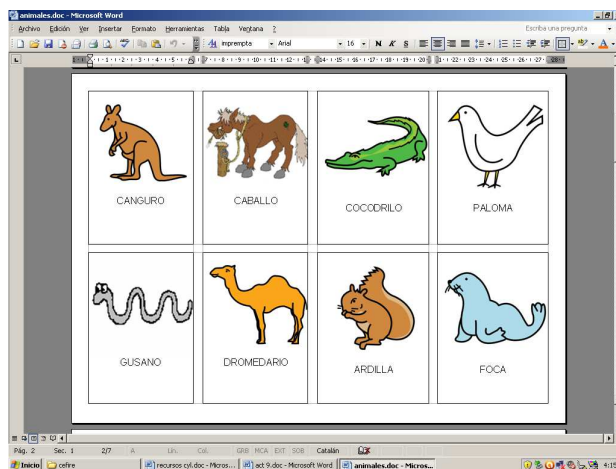 animales.doc - Microsoft Word
Archivo Edición Ver Insertar Formato Herramientas Tabla Ventana ?
Escriba una pregunta
imprempta Arial 16 N K S
CANGURO CABALLO COCODRILO PALOMA
GUSANO DROMEDARIO ARDILLA FOCA
Pág. 2 Sec. 1 2/7 A Lín. Col. GRB MCA EXT SOB Catalán
Inicio cefire recursos cyl.doc - Micros... act 9.doc - Microsoft Word animales.doc - Micros...